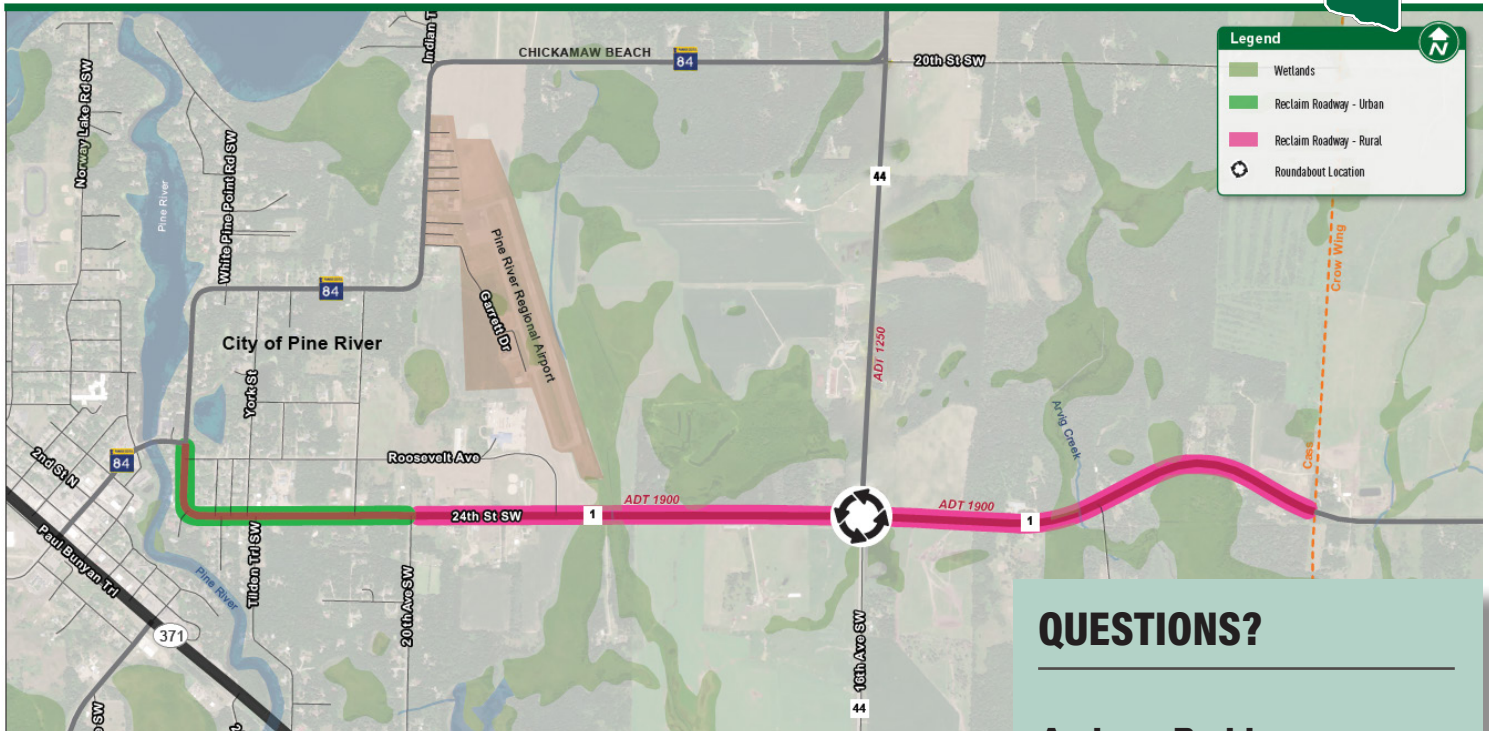 Legend
N
Wetlands
Reclaim Roadway - Urban
Reclaim Roadway - Rural
Roundabout Location
CHICKAMAW BEACH
84
20th St SW
Norway Lake Rd SW
Pine River
White Pine Point Rd SW
44
Crow Wing
Cass
84
Pine River Regional Airport
Garrett Dr
City of Pine River
York St
ADT 1250
Arvig Creek
2nd St N
84
Roosevelt Ave
24th St SW
1
ADT 1900
ADT 1900
1
Paul Bunyan Trl
Pine River
Tilden Trl SW
20th Ave SW
371
16th Ave SW
44
SW
QUESTIONS?